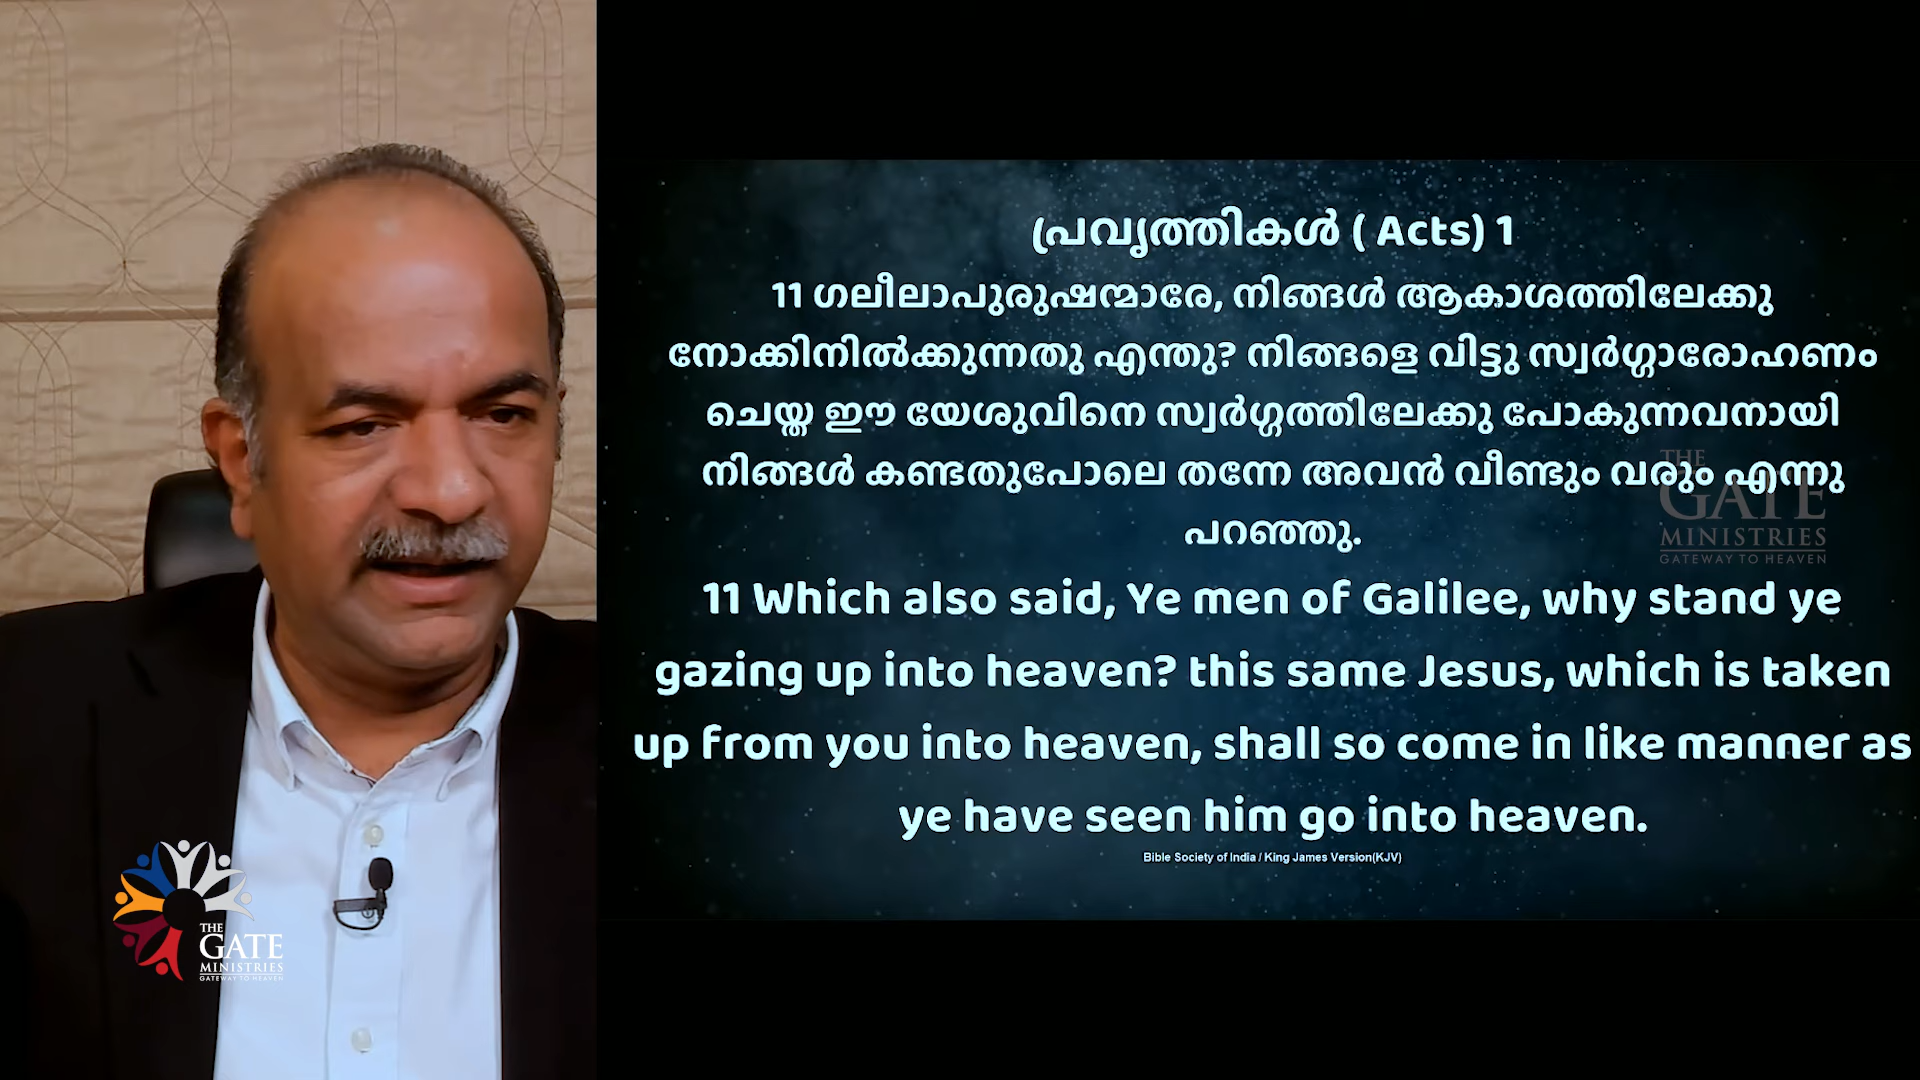 പ്രവൃത്തികൾ ( Acts) 1
11 ഗലീലാപുരുഷന്മാരേ, നിങ്ങൾ ആകാശത്തിലേക്കു
നോക്കിനിൽക്കുന്നതു എന്തു? നിങ്ങളെ വിട്ടു സ്വർഗ്ഗാരോഹണം
ചെയ്ത ഈ യേശുവിനെ സ്വർഗ്ഗത്തിലേക്കു പോകുന്നവനായി
നിങ്ങൾ കണ്ടതുപോലെ തന്നേ അവൻ വീണ്ടും വരും എന്നു
പറഞ്ഞു.
11 Which also said, Ye men of Galilee, why stand ye
gazing up into heaven? this same Jesus, which is taken
up from you into heaven, shall so come in like manner as
ye have seen him go into heaven.
Bible Society of India / King James Version(KJV)
THE
GATE
MINISTRIES
GATEWAY TO HEAVEN
THE
GATE
MINISTRIES
GATEWAY TO HEAVEN